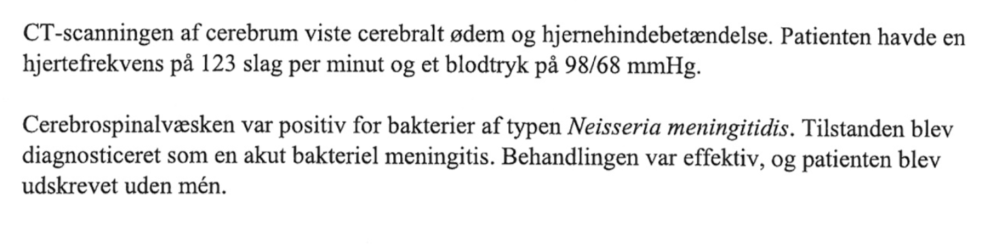 CT-scanningen af cerebrum viste cerebralt ødem og hjernehindebetændelse. Patienten havde en
hjertefrekvens på 123 slag per minut og et blodtryk på 98/68 mmHg.
Cerebrospinalvæsken var positiv for bakterier af typen Neisseria meningitidis. Tilstanden blev
diagnosticeret som en akut bakteriel meningitis. Behandlingen var effektiv, og patienten blev
udskrevet uden mén.